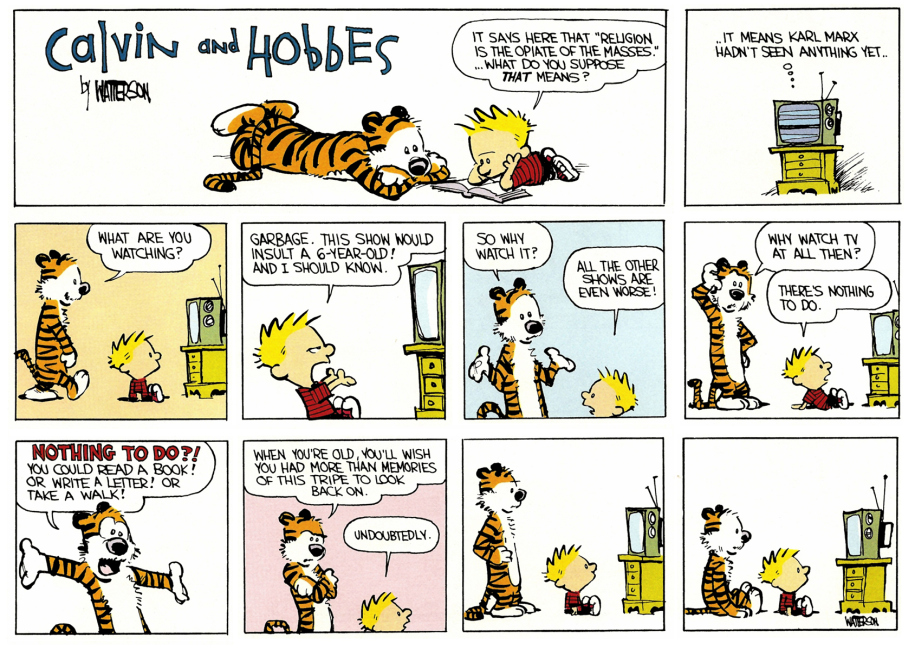 Calvin and Hobbes
by WATTERSON
IT SAYS HERE THAT "RELIGION
IS THE OPIATE OF THE MASSES."
...WHAT DO YOU SUPPOSE
THAT MEANS?
..IT MEANS KARL MARX
HADN'T SEEN ANYTHING YET..
WHAT ARE YOU
WATCHING?
GARBAGE. THIS SHOW WOULD
INSULT A 6-YEAR-OLD!
AND I SHOULD KNOW.
SO WHY
WATCH IT?
ALL THE OTHER
SHOWS ARE
EVEN WORSE!
WHY WATCH TV
AT ALL THEN?
THERE'S NOTHING
TO DO.
NOTHING TO DO?!
YOU COULD READ A BOOK!
OR WRITE A LETTER! OR
TAKE A WALK!
WHEN YOU'RE OLD, YOU'LL WISH
YOU HAD MORE THAN MEMORIES
OF THIS TRIPE TO LOOK
BACK ON.
UNDOUBTEDLY.
WATTERSON